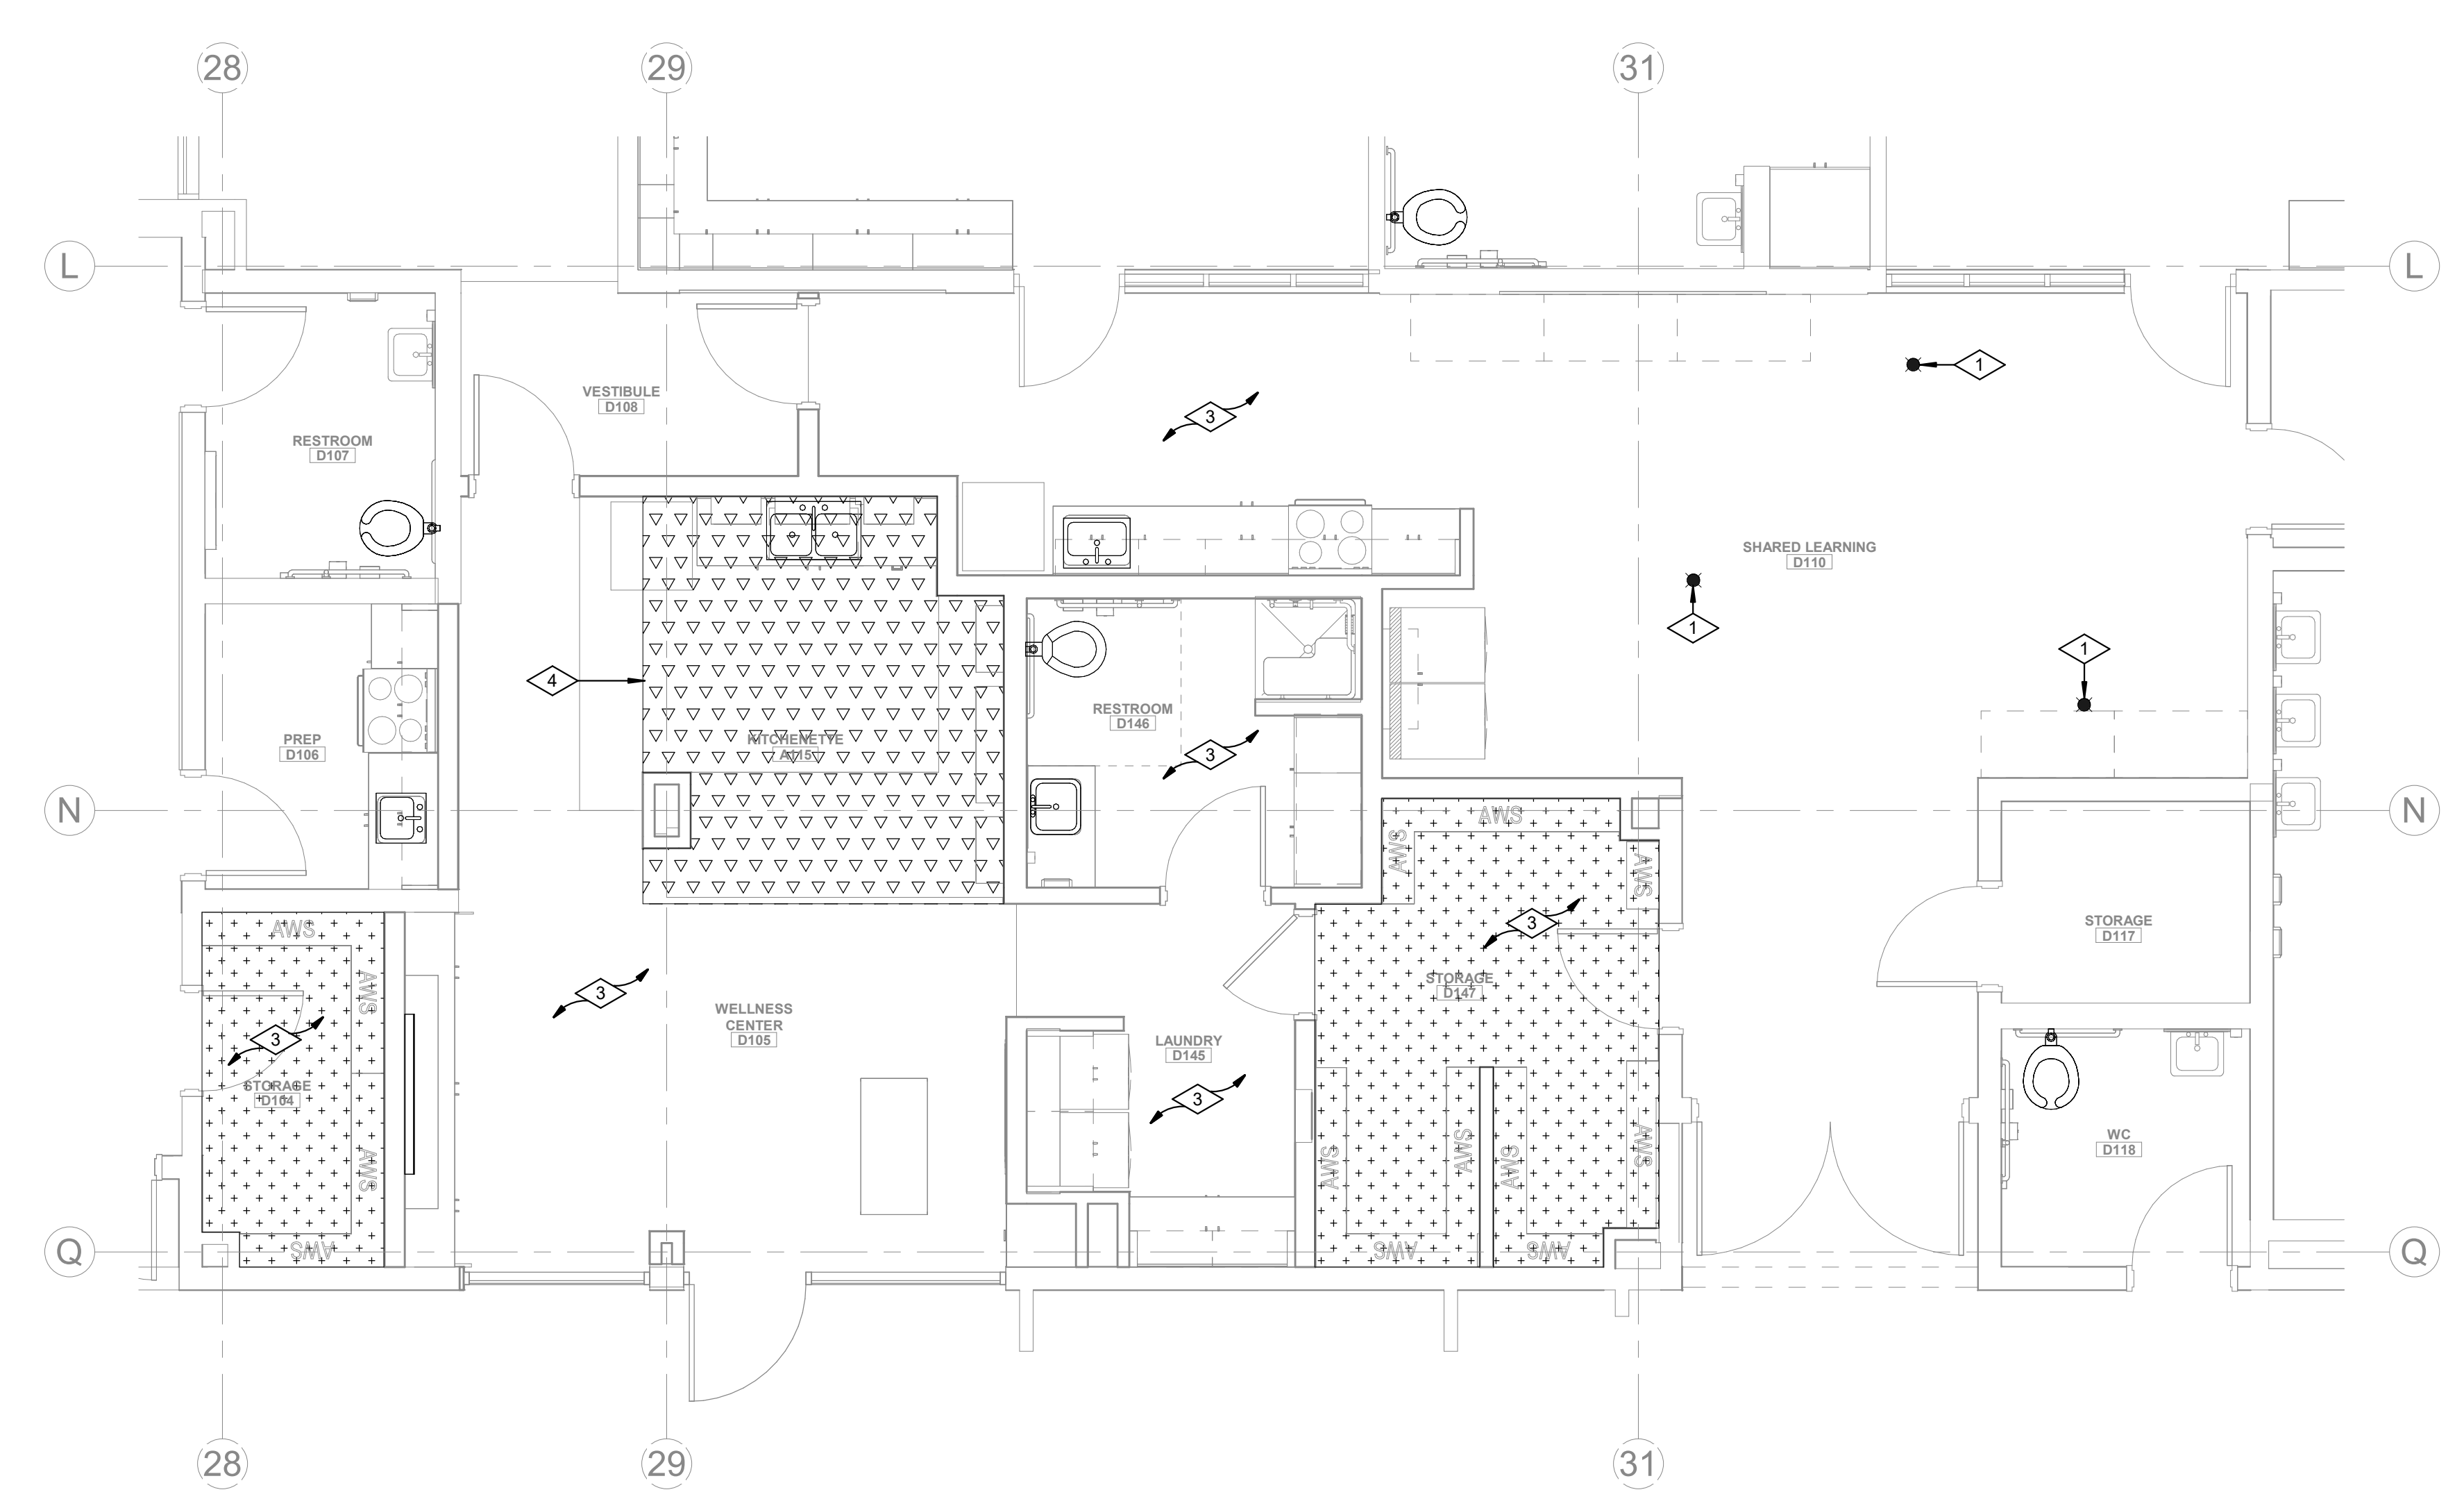 28
29
31
L
L
1
VESTIBULE
D108
3
RESTROOM
D107
SHARED LEARNING
D110
1
1
4
RESTROOM
D146
KITCHENETTE
A115
PREP
D106
3
N
N
AWS
AWS
AWS
STORAGE
D117
AWS
3
STORAGE
D147
AWS
3
WELLNESS
CENTER
D105
3
LAUNDRY
D145
STORAGE
D104
3
WC
D118
AWS
AWS
AWS
AWS
AWS
AWS
AWS
AWS
Q
Q
28
29
31